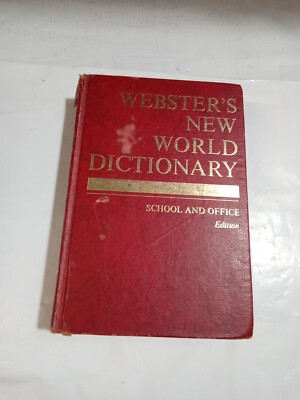 WEBSTER'S
NEW
WORLD
DICTIONARY
SCHOOL AND OFFICE
Edition